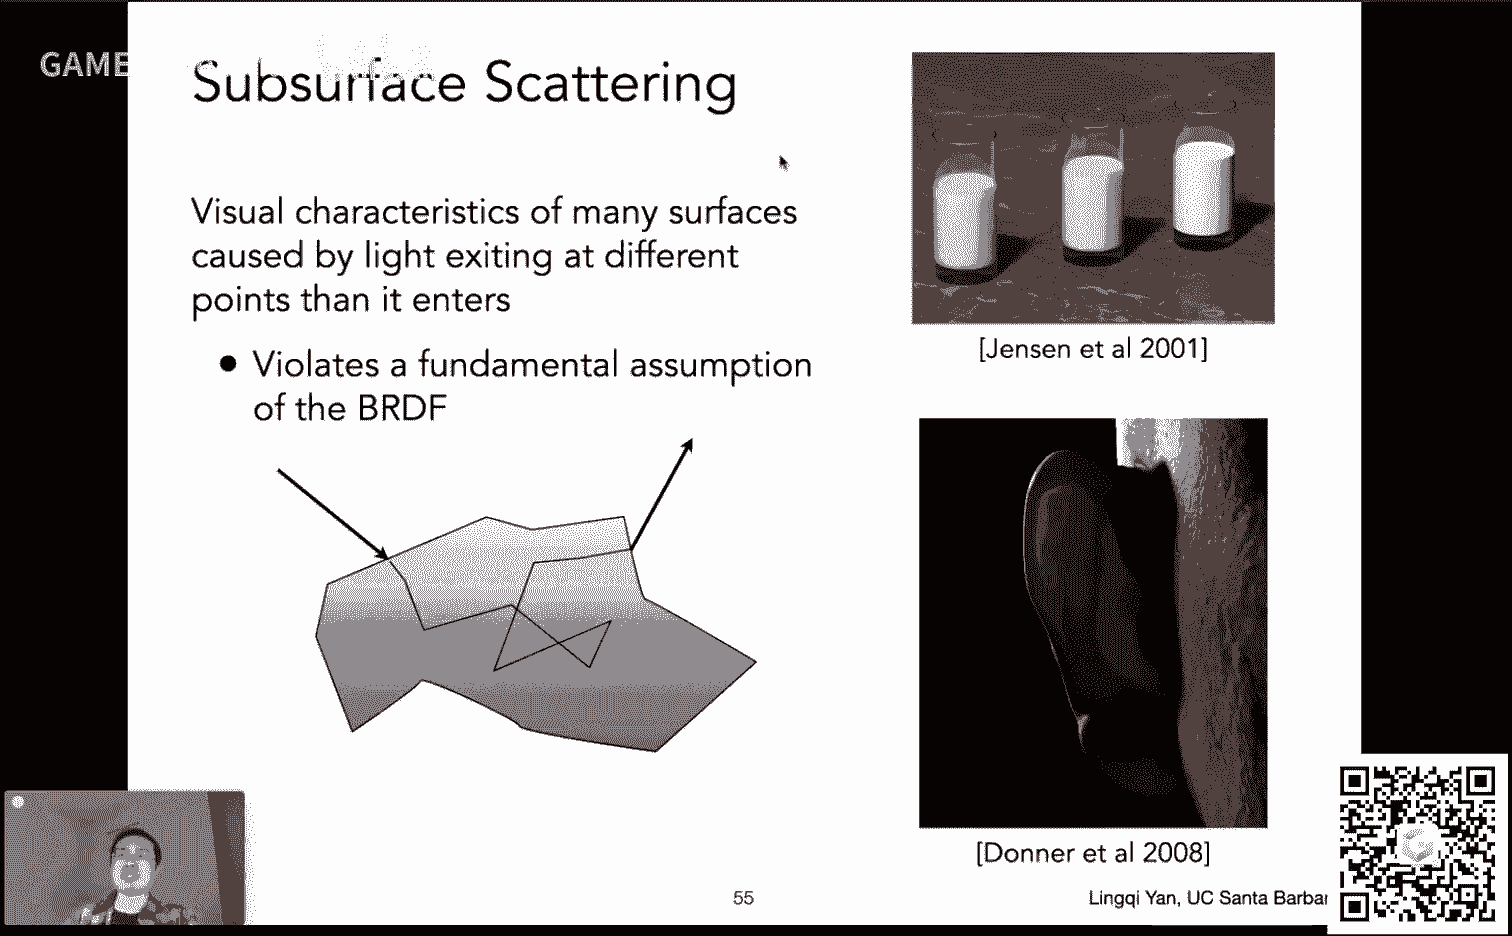 GAME
Subsurface Scattering
Visual characteristics of many surfaces
caused by light exiting at different
points than it enters
● Violates a fundamental assumption
of the BRDF
[Jensen et al 2001]
[Donner et al 2008]
55
Lingqi Yan, UC Santa Barbar